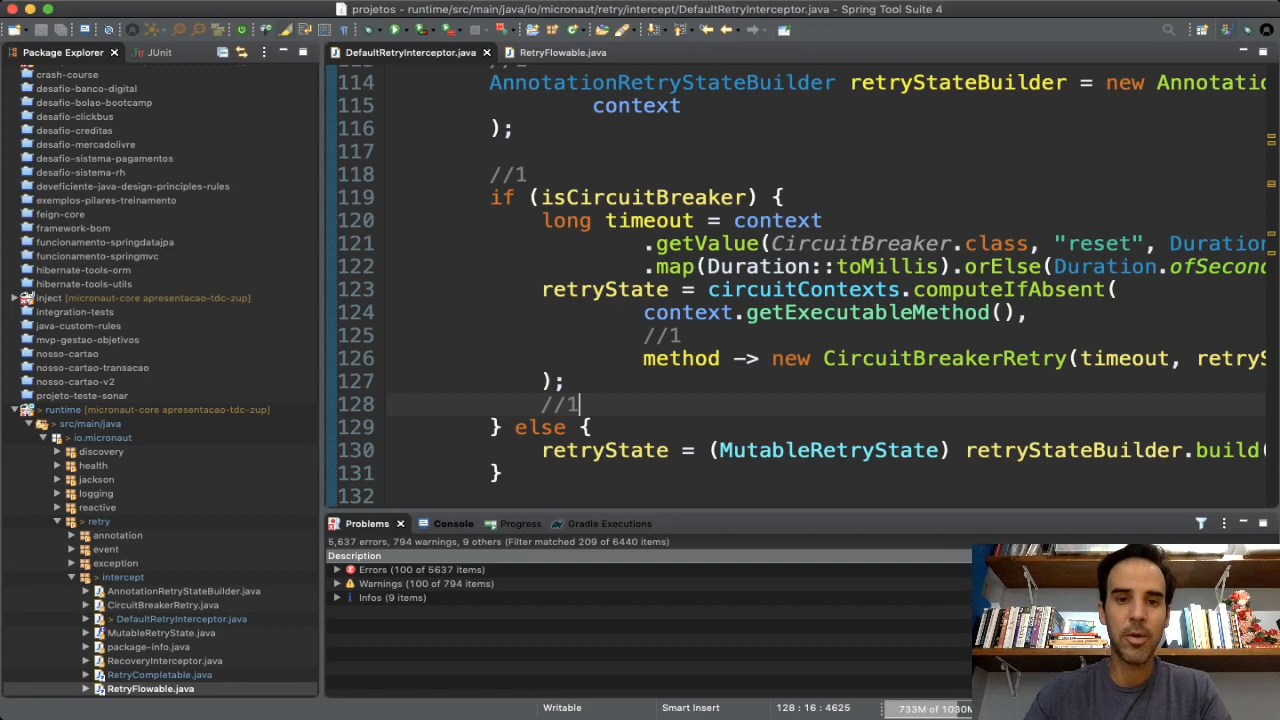 projetos - runtime/src/main/java/io/micronaut/retry/intercept/DefaultRetryInterceptor.java - Spring Tool Suite 4
Package Explorer
JUnit
DefaultRetryInterceptor.java
RetryFlowable.java
crash-course
desafio-banco-digital
desafio-bolao-bootcamp
desafio-clickbus
desafio-creditas
desafio-mercadolivre
desafio-sistema-pagamentos
desafio-sistema-rh
deveficiente-java-design-principles-rules
exemplos-pilares-treinamento
feign-core
framework-bom
funcionamento-springdatajpa
funcionamento-springmvc
hibernate-tools-orm
hibernate-tools-utils
inject [micronaut-core apresentacao-tdc-zup]
integration-tests
java-custom-rules
mvp-gestao-objetivos
nosso-cartao
nosso-cartao-transacao
nosso-cartao-v2
projeto-teste-sonar
> runtime [micronaut-core apresentacao-tdc-zup]
> src/main/java
> io.micronaut
discovery
health
jackson
logging
reactive
> retry
annotation
event
exception
> intercept
AnnotationRetryStateBuilder.java
CircuitBreakerRetry.java
> DefaultRetryInterceptor.java
MutableRetryState.java
package-info.java
RecoveryInterceptor.java
RetryCompletable.java
RetryFlowable.java
114 AnnotationRetryStateBuilder retryStateBuilder = new Annotatio
115 context
116 );
117
118 //1
119 if (isCircuitBreaker) {
120 long timeout = context
121 .getValue(CircuitBreaker.class, "reset", Duration
122 .map(Duration::toMillis).orElse(Duration.ofSecond
123 retryState = circuitContexts.computeIfAbsent(
124 context.getExecutableMethod(),
125 //1
126 method -> new CircuitBreakerRetry(timeout, retryS
127 );
128 //1
129 } else {
130 retryState = (MutableRetryState) retryStateBuilder.build(
131 }
132
Problems
Console
Progress
Gradle Executions
5,637 errors, 794 warnings, 9 others (Filter matched 209 of 6440 items)
Description
Errors (100 of 5637 items)
Warnings (100 of 794 items)
Infos (9 items)
Writable
Smart Insert
128 : 16 : 4625
733M of 1030M